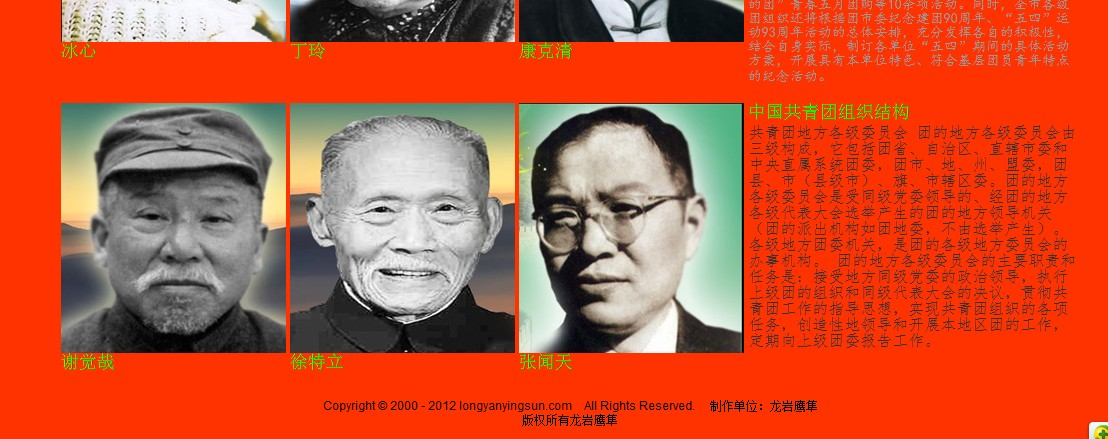 的团”青春五月团购等10余项活动。同时，全市各级
团组织还将根据团市委纪念建团90周年、“五四”运
动93周年活动的总体安排，充分发挥各自的积极性，
结合自身实际，制订各单位“五四”期间的具体活动
方案，开展具有本单位特色、符合基层团员青年特点
的纪念活动。
冰心
丁玲
康克清
中国共青团组织结构
共青团地方各级委员会 团的地方各级委员会由
三级构成，它包括团省、自治区、直辖市委和
中央直属系统团委，团市、地、州、盟委，团
县、市（县级市）、旗、市辖区委。团的地方
各级委员会是受同级党委领导的、经团的地方
各级代表大会选举产生的团的地方领导机关
（团的派出机构如团地委，不由选举产生）。
各级地方团委机关，是团的各级地方委员会的
办事机构。 团的地方各级委员会的主要职责和
任务是：接受地方同级党委的政治领导，执行
上级团的组织和同级代表大会的决议，贯彻共
青团工作的指导思想，实现共青团组织的各项
任务，创造性地领导和开展本地区团的工作，
定期向上级团委报告工作。
谢觉哉
徐特立
张闻天
Copyright © 2000 - 2012 longyanyingsun.com All Rights Reserved. 制作单位：龙岩鹰隼
版权所有龙岩鹰隼